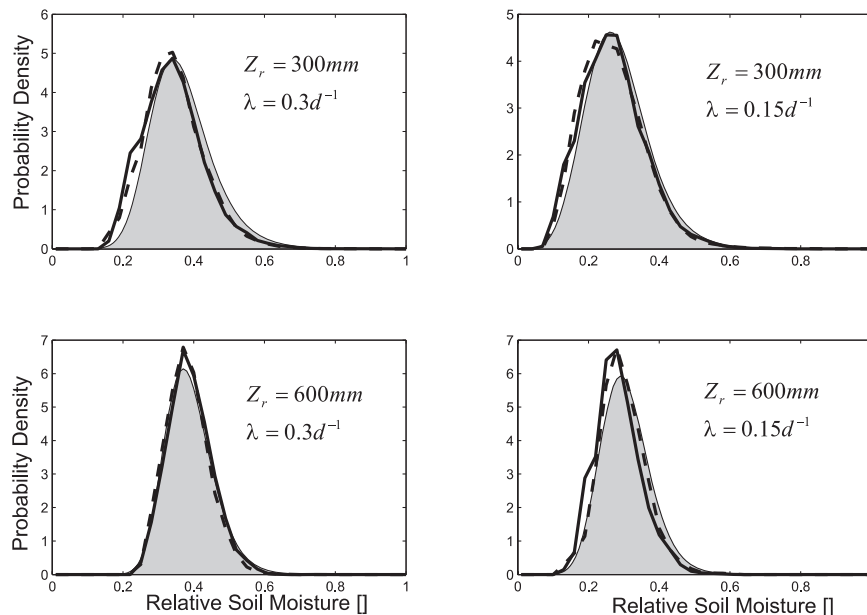 6
5
4
3
2
1
0
0 0.2 0.4 0.6 0.8 1
Probability Density
Z_r = 300mm
λ = 0.3d⁻¹
5
4
3
2
1
0
0 0.2 0.4 0.6 0.8
Z_r = 300mm
λ = 0.15d⁻¹
7
6
5
4
3
2
1
0
0 0.2 0.4 0.6 0.8 1
Probability Density
Relative Soil Moisture []
Z_r = 600mm
λ = 0.3d⁻¹
7
6
5
4
3
2
1
0
0 0.2 0.4 0.6 0.8
Relative Soil Moisture []
Z_r = 600mm
λ = 0.15d⁻¹